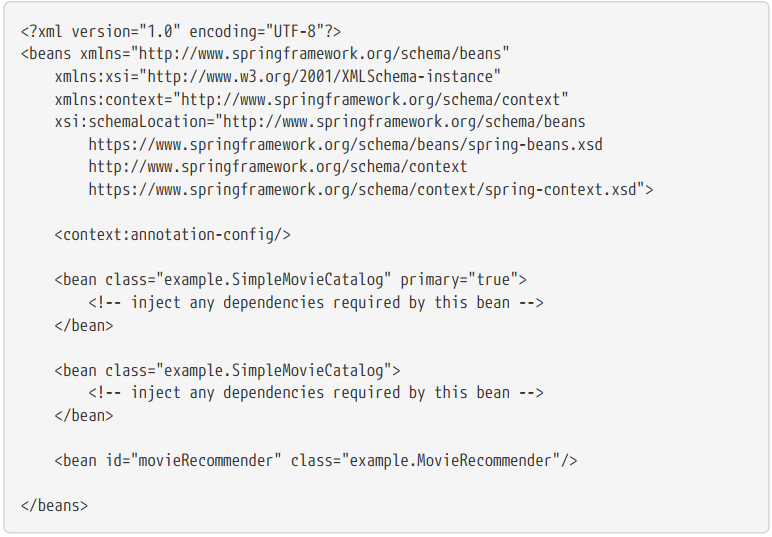 <?xml version="1.0" encoding="UTF-8"?>
<beans xmlns="http://www.springframework.org/schema/beans"
    xmlns:xsi="http://www.w3.org/2001/XMLSchema-instance"
    xmlns:context="http://www.springframework.org/schema/context"
    xsi:schemaLocation="http://www.springframework.org/schema/beans
        https://www.springframework.org/schema/beans/spring-beans.xsd
        http://www.springframework.org/schema/context
        https://www.springframework.org/schema/context/spring-context.xsd">

    <context:annotation-config/>

    <bean class="example.SimpleMovieCatalog" primary="true">
        <!-- inject any dependencies required by this bean -->
    </bean>

    <bean class="example.SimpleMovieCatalog">
        <!-- inject any dependencies required by this bean -->
    </bean>

    <bean id="movieRecommender" class="example.MovieRecommender"/>

</beans>